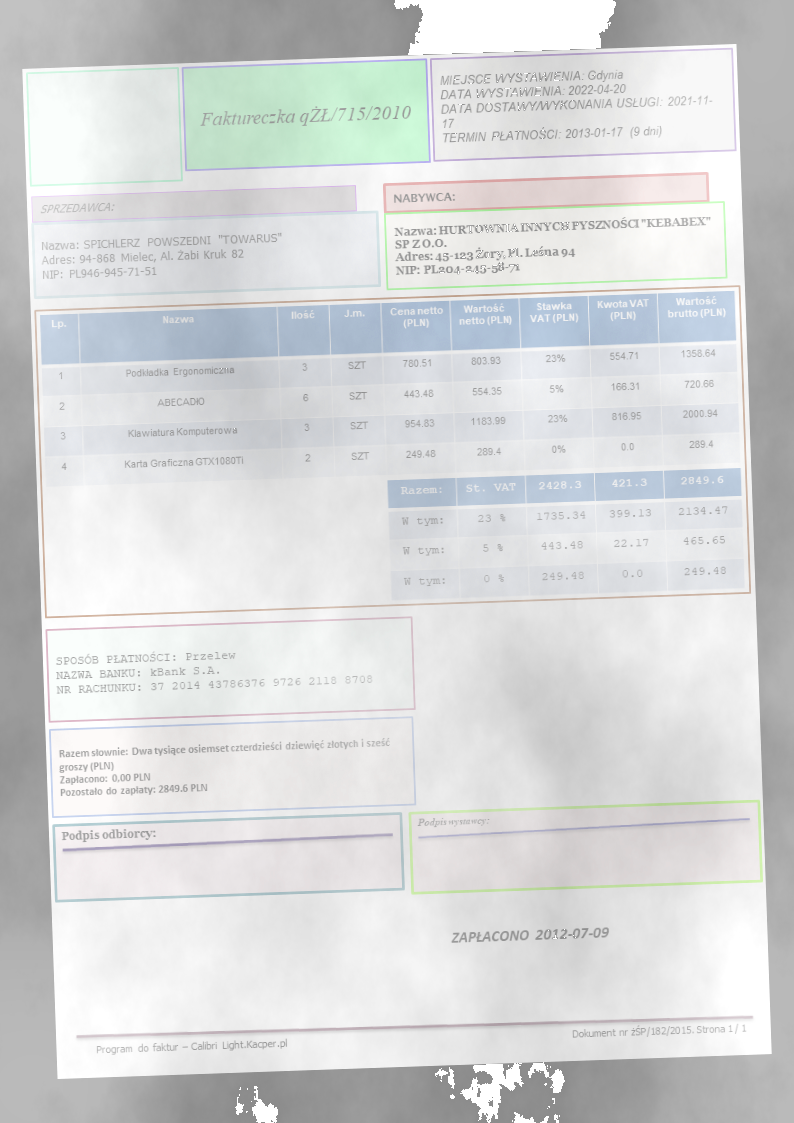 Faktureczka qŻŁ/715/2010
MIEJSCE WYSTAWIENIA: Gdynia
DATA WYSTAWIENIA: 2022-04-20
DATA DOSTAWY/WYKONANIA USŁUGI: 2021-11-
17
TERMIN PŁATNOŚCI: 2013-01-17 (9 dni)
SPRZEDAWCA:
Nazwa: SPICHLERZ POWSZEDNI "TOWARUS"
Adres: 94-868 Mielec, Al. Żabi Kruk 82
NIP: PL946-945-71-51
NABYWCA:
Nazwa: HURTOWNIA INNYCH FYSZNOŚCI "KEBABEX"
SP Z O.O.
Adres: 45-123 Żory, Pl. Leśna 94
NIP: PL204-245-58-71
Lp. Nazwa Ilość J.m. Cena netto (PLN) Wartość netto (PLN) Stawka VAT (PLN) Kwota VAT (PLN) Wartość brutto (PLN)
1 Podkładka Ergonomiczna 3 SZT 780.51 803.93 23% 554.71 1358.64
2 ABECADŁO 6 SZT 443.48 554.35 5% 166.31 720.66
3 Klawiatura Komputerowa 3 SZT 954.83 1183.99 23% 816.95 2000.94
4 Karta Graficzna GTX1080Ti 2 SZT 249.48 289.4 0% 0.0 289.4
Razem: St. VAT 2428.3 421.3 2849.6
W tym: 23 % 1735.34 399.13 2134.47
W tym: 5 % 443.48 22.17 465.65
W tym: 0 % 249.48 0.0 249.48
SPOSÓB PŁATNOŚCI: Przelew
NAZWA BANKU: kBank S.A.
NR RACHUNKU: 37 2014 43786376 9726 2118 8708
Razem słownie: Dwa tysiące osiemset czterdzieści dziewięć złotych i sześć
groszy (PLN)
Zapłacono: 0,00 PLN
Pozostało do zapłaty: 2849.6 PLN
Podpis odbiorcy:
Podpis wystawcy:
ZAPŁACONO 2012-07-09
Program do faktur – Calibri Light.Kacper.pl
Dokument nr żŚP/182/2015. Strona 1 / 1